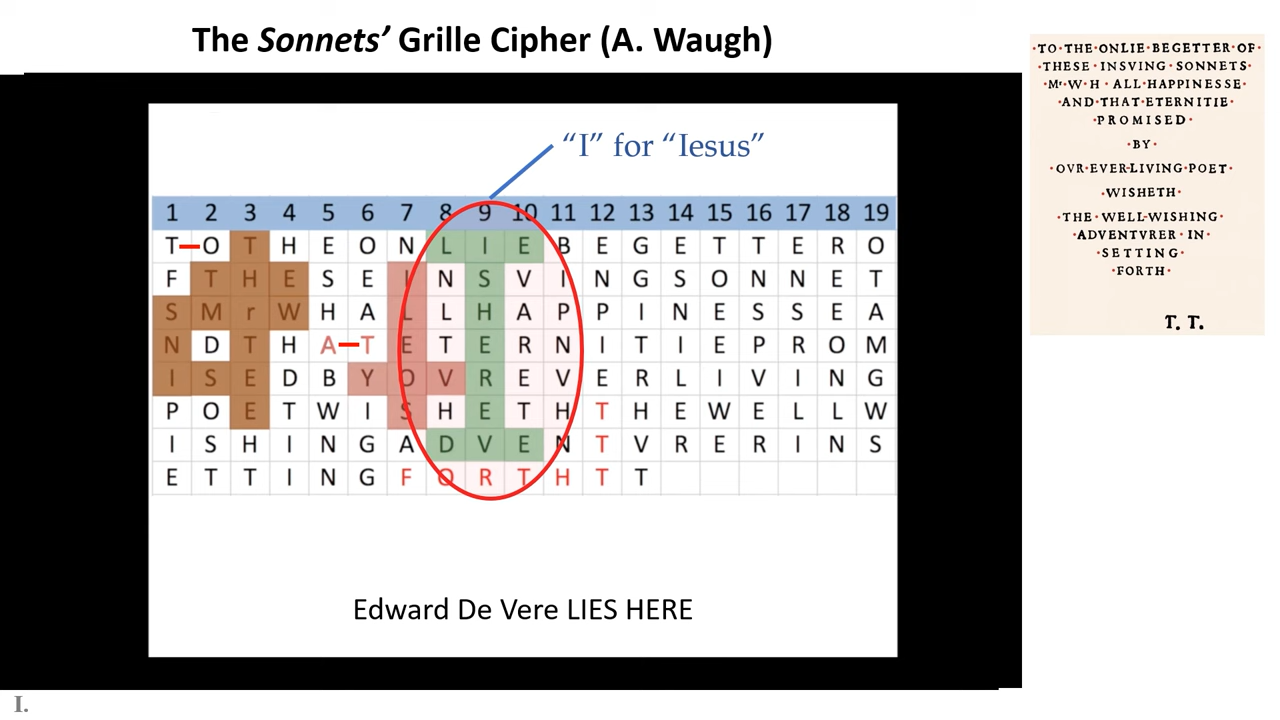 The Sonnets’ Grille Cipher (A. Waugh)
·TO·THE·ONLIE·BEGETTER·OF·
·THESE·INSVING·SONNETS·
·Mr·W·H·ALL·HAPPINESSE·
·AND·THAT·ETERNITIE·
·PROMISED·
·BY·
·OVR·EVER-LIVING·POET·
·WISHETH·
·THE·WELL-WISHING·
·ADVENTVRER·IN·
·SETTING·
·FORTH·
T. T.
“I” for “Iesus”
1 2 3 4 5 6 7 8 9 10 11 12 13 14 15 16 17 18 19
T O T H E O N L I E B E G E T T E R O
F T H E S E I N S V I N G S O N N E T
S M r W H A L L H A P P I N E S S E A
N D T H A T E T E R N I T I E P R O M
I S E D B Y O V R E V E R L I V I N G
P O E T W I S H E T H T H E W E L L W
I S H I N G A D V E N T V R E R I N S
E T T I N G F O R T H T T
Edward De Vere LIES HERE
I.